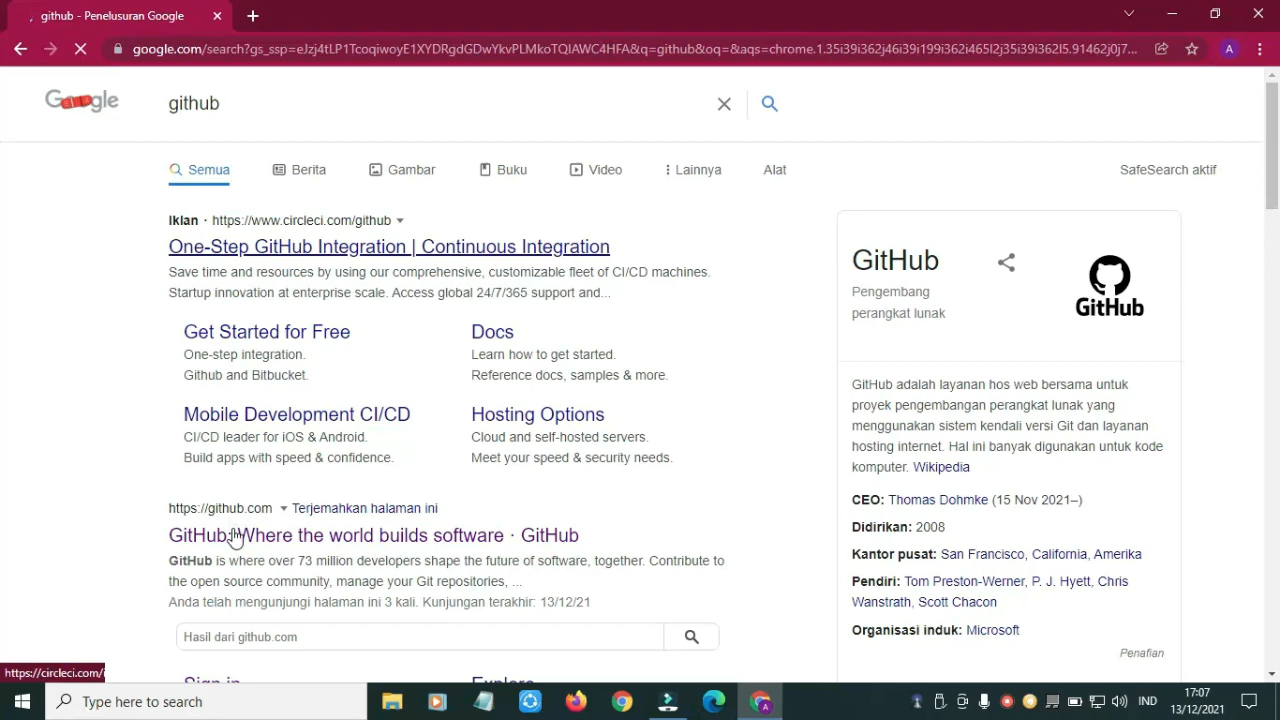 github - Penelusuran Google
google.com/search?gs_ssp=eJzj4tLP1TcoqiwoyE1XYDRgdGDwYkvPLMkoTQIAWC4HFA&q=github&oq=&aqs=chrome.1.35i39i362j46i39i199i362i465l2j35i39i362l5.91462j0j7...
A
Google
github
Semua
Berita
Gambar
Buku
Video
Lainnya
Alat
SafeSearch aktif
Iklan · https://www.circleci.com/github
One-Step GitHub Integration | Continuous Integration
Save time and resources by using our comprehensive, customizable fleet of CI/CD machines.
Startup innovation at enterprise scale. Access global 24/7/365 support and...
Get Started for Free
One-step integration.
Github and Bitbucket.
Docs
Learn how to get started.
Reference docs, samples & more.
Mobile Development CI/CD
CI/CD leader for iOS & Android.
Build apps with speed & confidence.
Hosting Options
Cloud and self-hosted servers.
Meet your speed & security needs.
https://github.com Terjemahkan halaman ini
GitHub: Where the world builds software · GitHub
GitHub is where over 73 million developers shape the future of software, together. Contribute to
the open source community, manage your Git repositories, ...
Anda telah mengunjungi halaman ini 3 kali. Kunjungan terakhir: 13/12/21
Hasil dari github.com
Sign in
Explore
GitHub
Pengembang
perangkat lunak
GitHub
GitHub adalah layanan hos web bersama untuk
proyek pengembangan perangkat lunak yang
menggunakan sistem kendali versi Git dan layanan
hosting internet. Hal ini banyak digunakan untuk kode
komputer. Wikipedia
CEO: Thomas Dohmke (15 Nov 2021–)
Didirikan: 2008
Kantor pusat: San Francisco, California, Amerika
Pendiri: Tom Preston-Werner, P. J. Hyett, Chris
Wanstrath, Scott Chacon
Organisasi induk: Microsoft
Penafian
https://circleci.com/
Type here to search
A
IND
17:07
13/12/2021